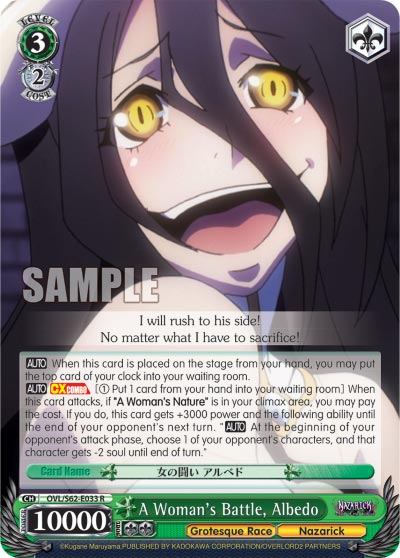 LEVEL
3
2
COST
SAMPLE
I will rush to his side!
No matter what I have to sacrifice!
AUTO When this card is placed on the stage from your hand, you may put
the top card of your clock into your waiting room.
AUTO CXCOMBO [① Put 1 card from your hand into your waiting room] When
this card attacks, if "A Woman's Nature" is in your climax area, you may pay
the cost. If you do, this card gets +3000 power and the following ability until
the end of your opponent's next turn. "AUTO At the beginning of your
opponent's attack phase, choose 1 of your opponent's characters, and that
character gets -2 soul until end of turn."
Card Name 女の闘い アルベド
CH OVL/S62-E033 R
POWER 10000 A Woman's Battle, Albedo NAZARICK
Grotesque Race Nazarick
©Kugane Maruyama,PUBLISHED BY KADOKAWA CORPORATION/OVERLORD2 PARTNERS